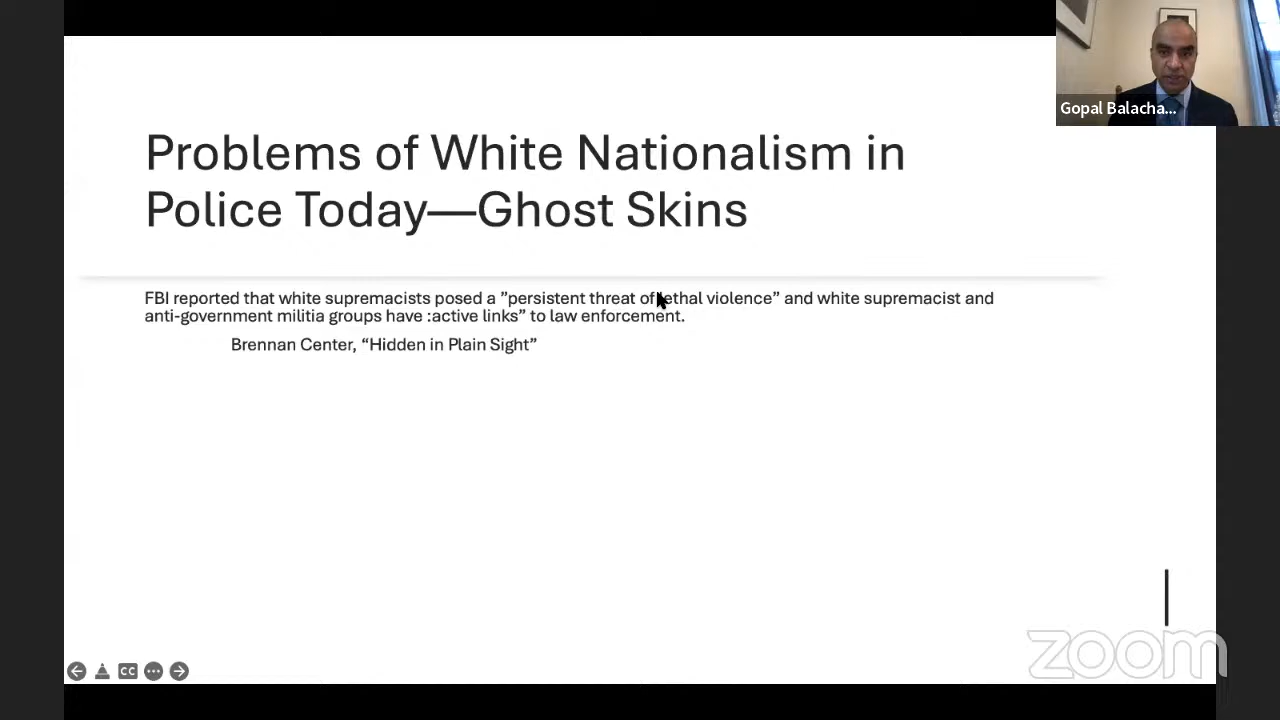 Gopal Balacha...
Problems of White Nationalism in
Police Today—Ghost Skins
FBI reported that white supremacists posed a ”persistent threat of lethal violence” and white supremacist and
anti-government militia groups have :active links” to law enforcement.
Brennan Center, “Hidden in Plain Sight”
CC
zoom